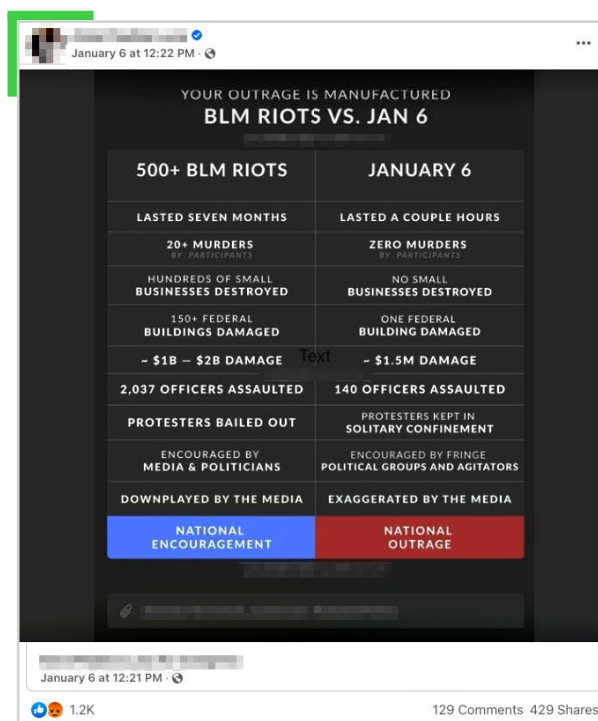 January 6 at 12:22 PM ·
YOUR OUTRAGE IS MANUFACTURED
BLM RIOTS VS. JAN 6
500+ BLM RIOTS
JANUARY 6
LASTED SEVEN MONTHS
LASTED A COUPLE HOURS
20+ MURDERS
BY PARTICIPANTS
ZERO MURDERS
BY PARTICIPANTS
HUNDREDS OF SMALL
BUSINESSES DESTROYED
NO SMALL
BUSINESSES DESTROYED
150+ FEDERAL
BUILDINGS DAMAGED
ONE FEDERAL
BUILDING DAMAGED
~ $1B – $2B DAMAGE
Text
~ $1.5M DAMAGE
2,037 OFFICERS ASSAULTED
140 OFFICERS ASSAULTED
PROTESTERS BAILED OUT
PROTESTERS KEPT IN
SOLITARY CONFINEMENT
ENCOURAGED BY
MEDIA & POLITICIANS
ENCOURAGED BY FRINGE
POLITICAL GROUPS AND AGITATORS
DOWNPLAYED BY THE MEDIA
EXAGGERATED BY THE MEDIA
NATIONAL
ENCOURAGEMENT
NATIONAL
OUTRAGE
January 6 at 12:21 PM ·
1.2K
129 Comments 429 Shares